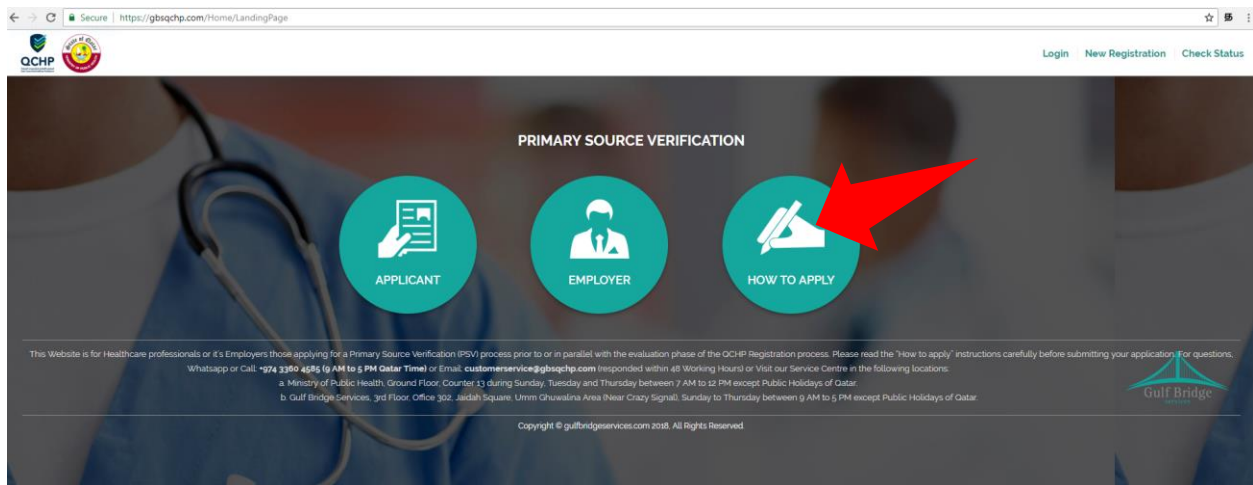 Secure | https://gbsqchp.com/Home/LandingPage
QCHP
Login New Registration Check Status
PRIMARY SOURCE VERIFICATION
APPLICANT EMPLOYER HOW TO APPLY
This Website is for Healthcare professionals or it's Employers those applying for a Primary Source Verification (PSV) process prior to or in parallel with the evaluation phase of the QCHP Registration process. Please read the "How to apply" instructions carefully before submitting your application. For questions,
Whatsapp or Call: +974 3360 4585 (9 AM to 5 PM Qatar Time) or Email: customerservice@gbsqchp.com (responded within 48 Working Hours) or Visit our Service Centre in the following locations:
a. Ministry of Public Health, Ground Floor, Counter 13 during Sunday, Tuesday and Thursday between 7 AM to 12 PM except Public Holidays of Qatar.
b. Gulf Bridge Services, 3rd Floor, Office 302, Jaidah Square, Umm Ghuwalina Area (Near Crazy Signal), Sunday to Thursday between 9 AM to 5 PM except Public Holidays of Qatar.
Gulf Bridge
Copyright © gulfbridgeservices.com 2018, All Rights Reserved.